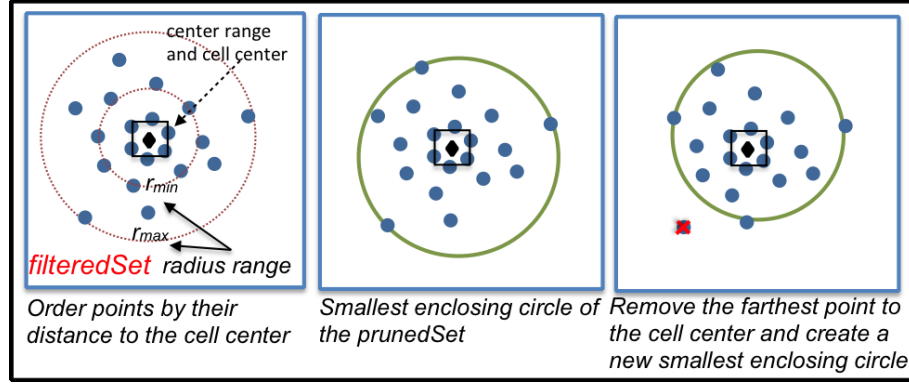 center range
and cell center
rmin
rmax
filteredSet radius range
Order points by their
distance to the cell center
Smallest enclosing circle of
the prunedSet
Remove the farthest point to
the cell center and create a
new smallest enclosing circle